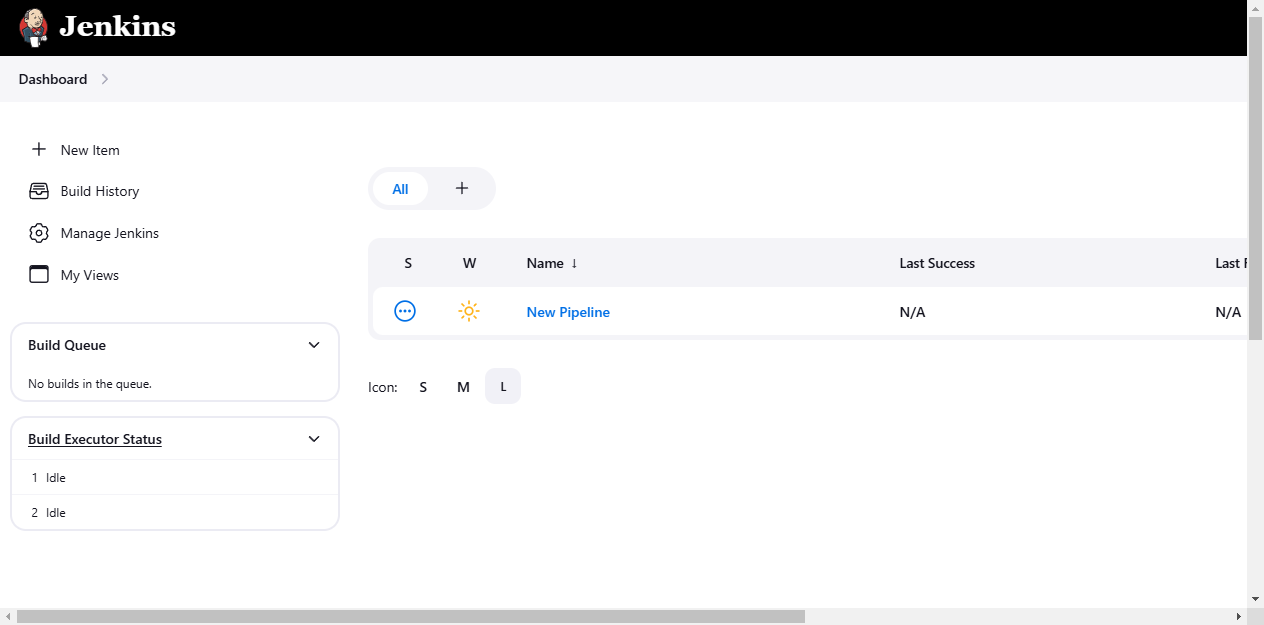 Jenkins
Dashboard
New Item
Build History
Manage Jenkins
My Views
Build Queue
No builds in the queue.
Build Executor Status
1 Idle
2 Idle
All +
S W Name ↓ Last Success Last F
New Pipeline N/A N/A
Icon: S M L